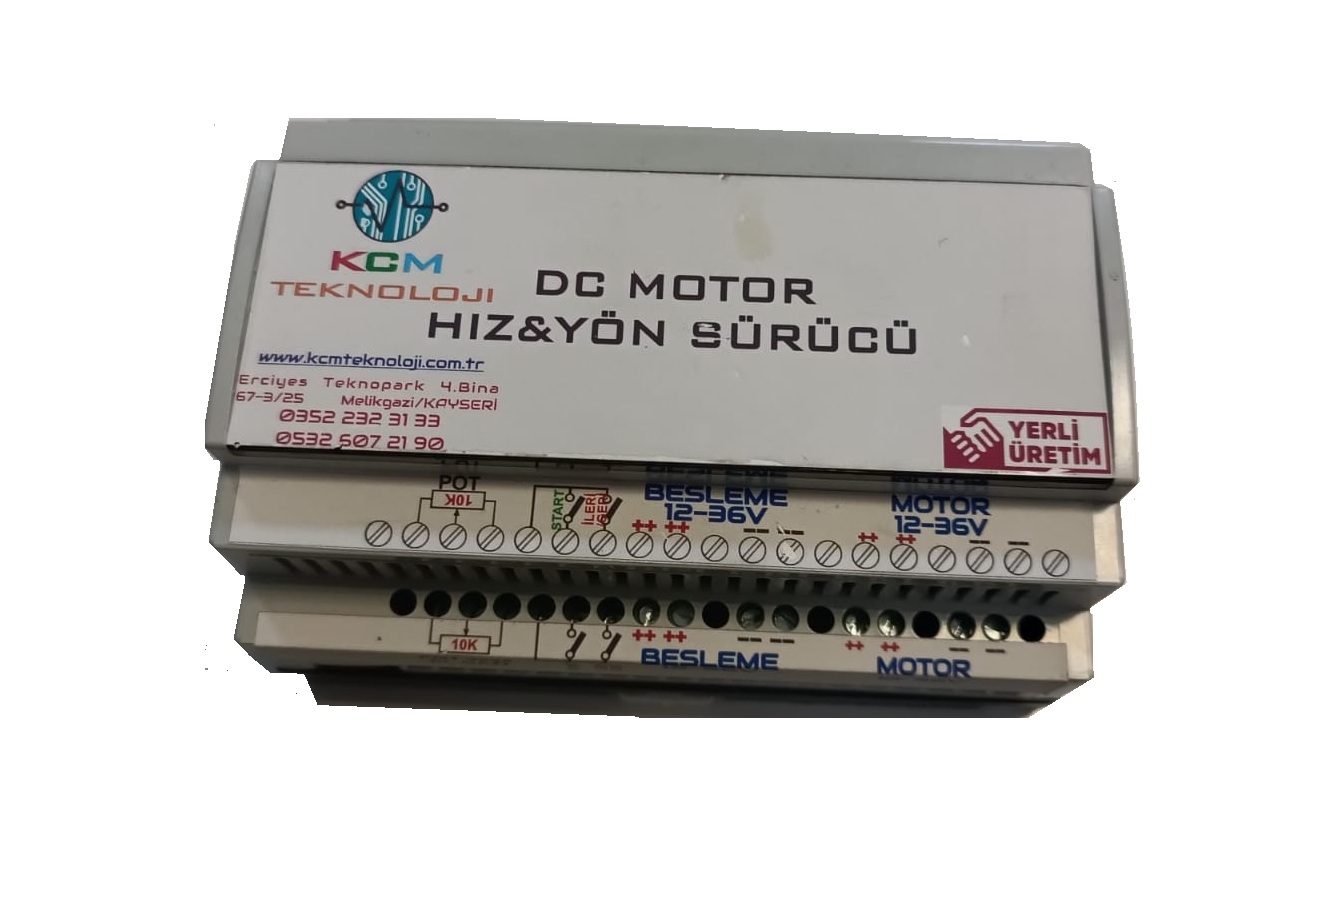 KCM
TEKNOLOJI
DC MOTOR
HIZ&YÖN SÜRÜCÜ
www.kcmteknoloji.com.tr
Erciyes Teknopark 4.Bina
67-3/25 Melikgazi/KAYSERİ
0352 232 31 33
0532 607 21 90
YERLİ
ÜRETİM
POT
10K
START
İLERİ
GERİ
BESLEME
12-36V
MOTOR
12-36V
++ ++ -- -- ++ ++ -- --
10K
++ ++ -- -- ++ ++ -- --
BESLEME
MOTOR